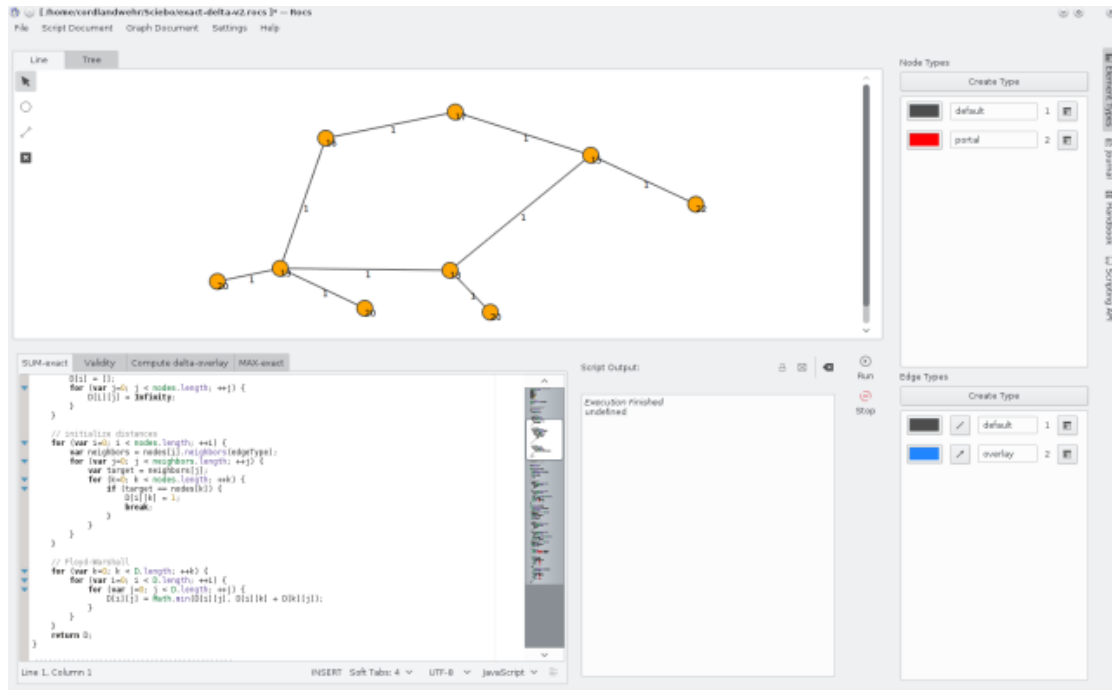 [/home/cordlandwehr/Sciebo/exact-delta-v2.rocs ]* — Rocs
File Script Document Graph Document Settings Help
Line Tree
17
1
1
1
1
1
1
1
1
1
20
20
Node Types
Create Type
default 1
portal 2
Element Types
Journal
Handbook
Scripting API
SUM-exact Validity Compute delta-overlay MAX-exact
D[i] = [];
for (var j=0; j < nodes.length; ++j) {
D[i][j] = Infinity;
}
}
// initialize distances
for (var i=0; i < nodes.length; ++i) {
var neighbors = nodes[i].neighbors(edgeType);
for (var j=0; j < neighbors.length; ++j) {
var target = neighbors[j];
for (k=0; k < nodes.length; ++k) {
if (target == nodes[k]) {
D[i][k] = 1;
break;
}
}
}
}
// Floyd-Warshall
for (var k=0; k < D.length; ++k) {
for (var i=0; i < D.length; ++i) {
for (var j=0; j < D.length; ++j) {
D[i][j] = Math.min(D[i][j], D[i][k] + D[k][j]);
}
}
}
return D;
}
Line 1, Column 1 INSERT Soft Tabs: 4 UTF-8 JavaScript
Script Output:
Execution Finished
undefined
Run
Stop
Edge Types
Create Type
default 1
overlay 2